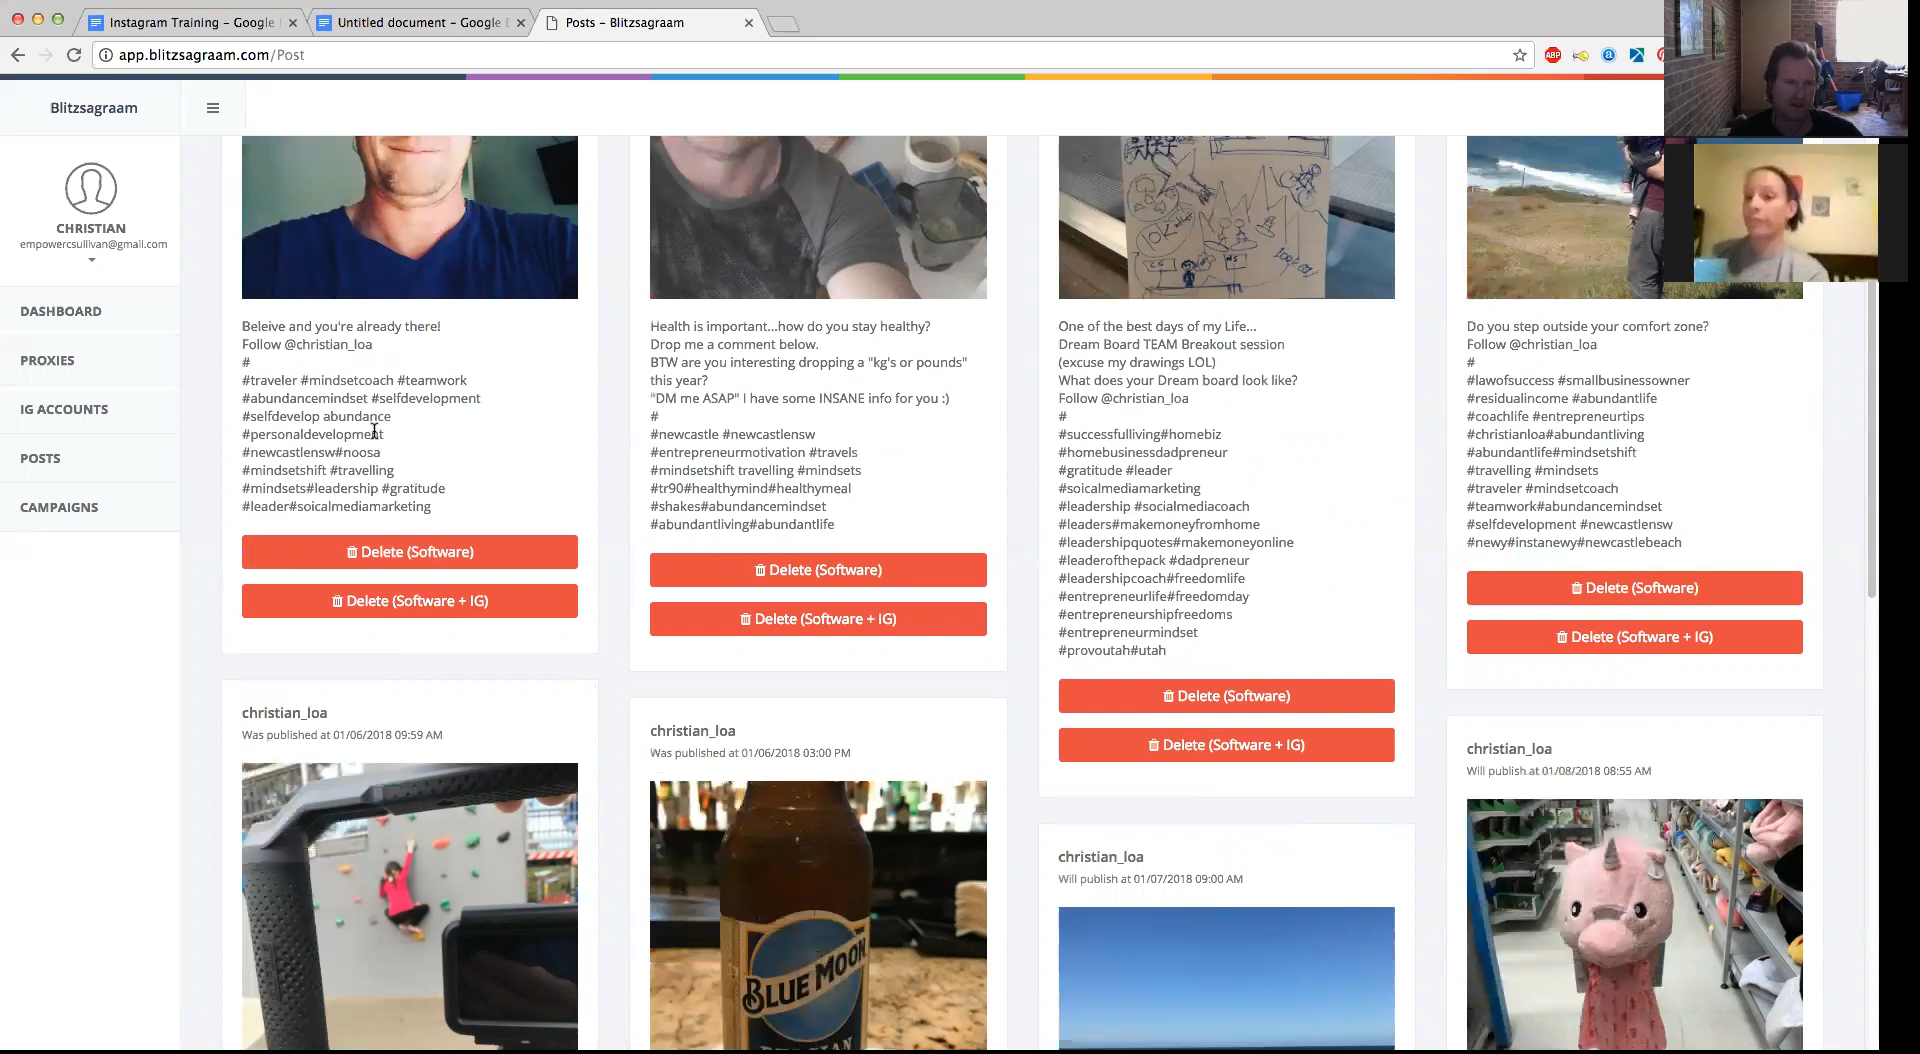 Instagram Training - Google
Untitled document - Google
Posts - Blitzsagraam
app.blitzsagraam.com/Post
ABP
Blitzsagraam
CHRISTIAN
empowercsullivan@gmail.com
DASHBOARD
PROXIES
IG ACCOUNTS
POSTS
CAMPAIGNS
Beleive and you're already there!
Follow @christian_loa
#
#traveler #mindsetcoach #teamwork
#abundancemindset #selfdevelopment
#selfdevelop abundance
#personaldevelopment
#newcastlensw#noosa
#mindsetshift #travelling
#mindsets#leadership #gratitude
#leader#soicalmediamarketing
Delete (Software)
Delete (Software + IG)
Health is important...how do you stay healthy?
Drop me a comment below.
BTW are you interesting dropping a "kg's or pounds"
this year?
"DM me ASAP" I have some INSANE info for you :)
#
#newcastle #newcastlensw
#entrepreneurmotivation #travels
#mindsetshift travelling #mindsets
#tr90#healthymind#healthymeal
#shakes#abundancemindset
#abundantliving#abundantlife
Delete (Software)
Delete (Software + IG)
One of the best days of my Life...
Dream Board TEAM Breakout session
(excuse my drawings LOL)
What does your Dream board look like?
Follow @christian_loa
#
#successfulliving#homebiz
#homebusinessdadpreneur
#gratitude #leader
#soicalmediamarketing
#leadership #socialmediacoach
#leaders#makemoneyfromhome
#leadershipquotes#makemoneyonline
#leaderofthepack #dadpreneur
#leadershipcoach#freedomlife
#entrepreneurlife#freedomday
#entrepreneurshipfreedoms
#entrepreneurmindset
#provoutah#utah
Delete (Software)
Delete (Software + IG)
Do you step outside your comfort zone?
Follow @christian_loa
#
#lawofsuccess #smallbusinessowner
#residualincome #abundantlife
#coachlife #entrepreneurtips
#christianloa#abundantliving
#abundantlife#mindsetshift
#travelling #mindsets
#traveler #mindsetcoach
#teamwork#abundancemindset
#selfdevelopment #newcastlensw
#newy#instanewy#newcastlebeach
Delete (Software)
Delete (Software + IG)
christian_loa
Was published at 01/06/2018 09:59 AM
christian_loa
Was published at 01/06/2018 03:00 PM
BLUE MOON
christian_loa
Will publish at 01/07/2018 09:00 AM
christian_loa
Will publish at 01/08/2018 08:55 AM